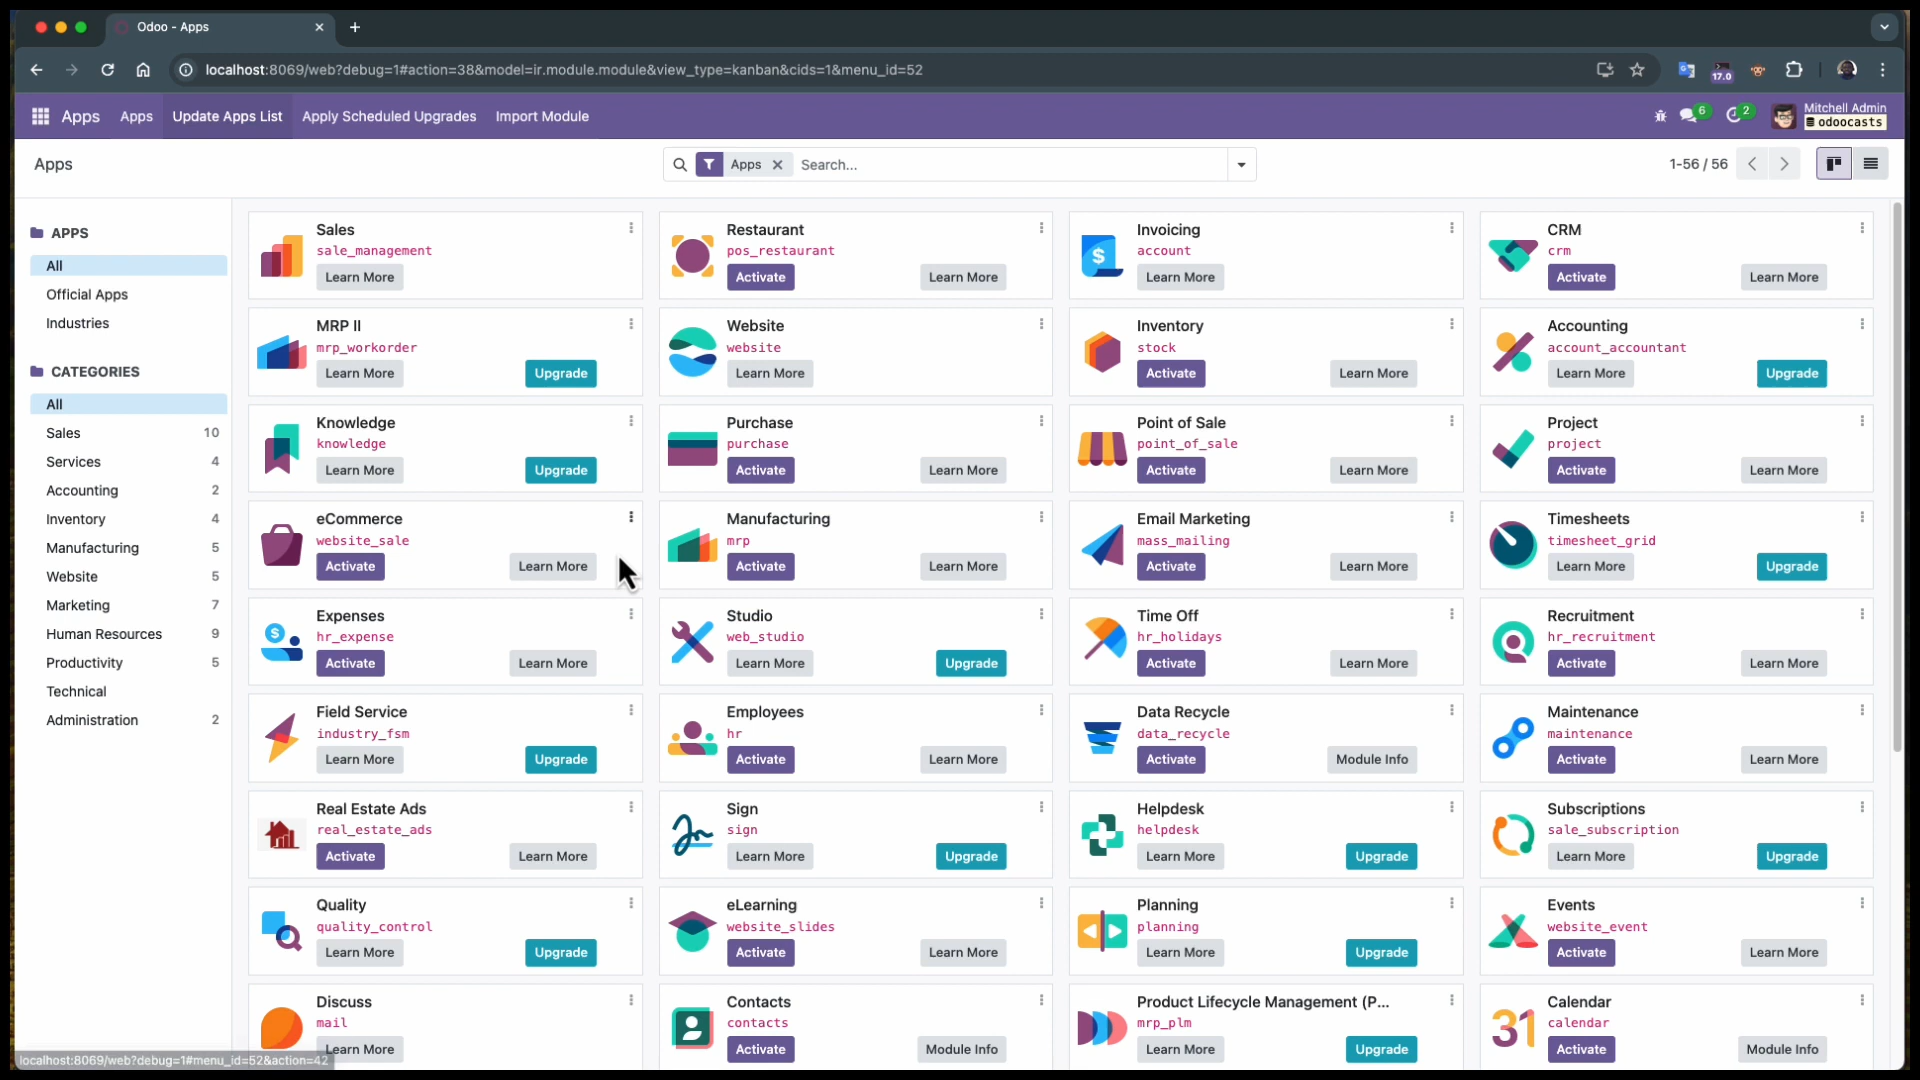 Odoo - Apps
localhost:8069/web?debug=1#action=38&model=ir.module.module&view_type=kanban&cids=1&menu_id=52
17.0
Apps Apps Update Apps List Apply Scheduled Upgrades Import Module
6 2 Mitchell Admin
odoocasts
Apps
Apps Search...
1-56 / 56
APPS
All
Official Apps
Industries
CATEGORIES
All
Sales 10
Services 4
Accounting 2
Inventory 4
Manufacturing 5
Website 5
Marketing 7
Human Resources 9
Productivity 5
Technical
Administration 2
Sales
sale_management
Learn More
Restaurant
pos_restaurant
Activate Learn More
Invoicing
account
Learn More
CRM
crm
Activate Learn More
MRP II
mrp_workorder
Learn More Upgrade
Website
website
Learn More
Inventory
stock
Activate Learn More
Accounting
account_accountant
Learn More Upgrade
Knowledge
knowledge
Learn More Upgrade
Purchase
purchase
Activate Learn More
Point of Sale
point_of_sale
Activate Learn More
Project
project
Activate Learn More
eCommerce
website_sale
Activate Learn More
Manufacturing
mrp
Activate Learn More
Email Marketing
mass_mailing
Activate Learn More
Timesheets
timesheet_grid
Learn More Upgrade
Expenses
hr_expense
Activate Learn More
Studio
web_studio
Learn More Upgrade
Time Off
hr_holidays
Activate Learn More
Recruitment
hr_recruitment
Activate Learn More
Field Service
industry_fsm
Learn More Upgrade
Employees
hr
Activate Learn More
Data Recycle
data_recycle
Activate Module Info
Maintenance
maintenance
Activate Learn More
Real Estate Ads
real_estate_ads
Activate Learn More
Sign
sign
Learn More Upgrade
Helpdesk
helpdesk
Learn More Upgrade
Subscriptions
sale_subscription
Learn More Upgrade
Quality
quality_control
Learn More Upgrade
eLearning
website_slides
Activate Learn More
Planning
planning
Learn More Upgrade
Events
website_event
Activate Learn More
Discuss
mail
Learn More
Contacts
contacts
Activate Module Info
Product Lifecycle Management (P...
mrp_plm
Learn More Upgrade
31
Calendar
calendar
Activate Module Info
localhost:8069/web?debug=1#menu_id=52&action=42